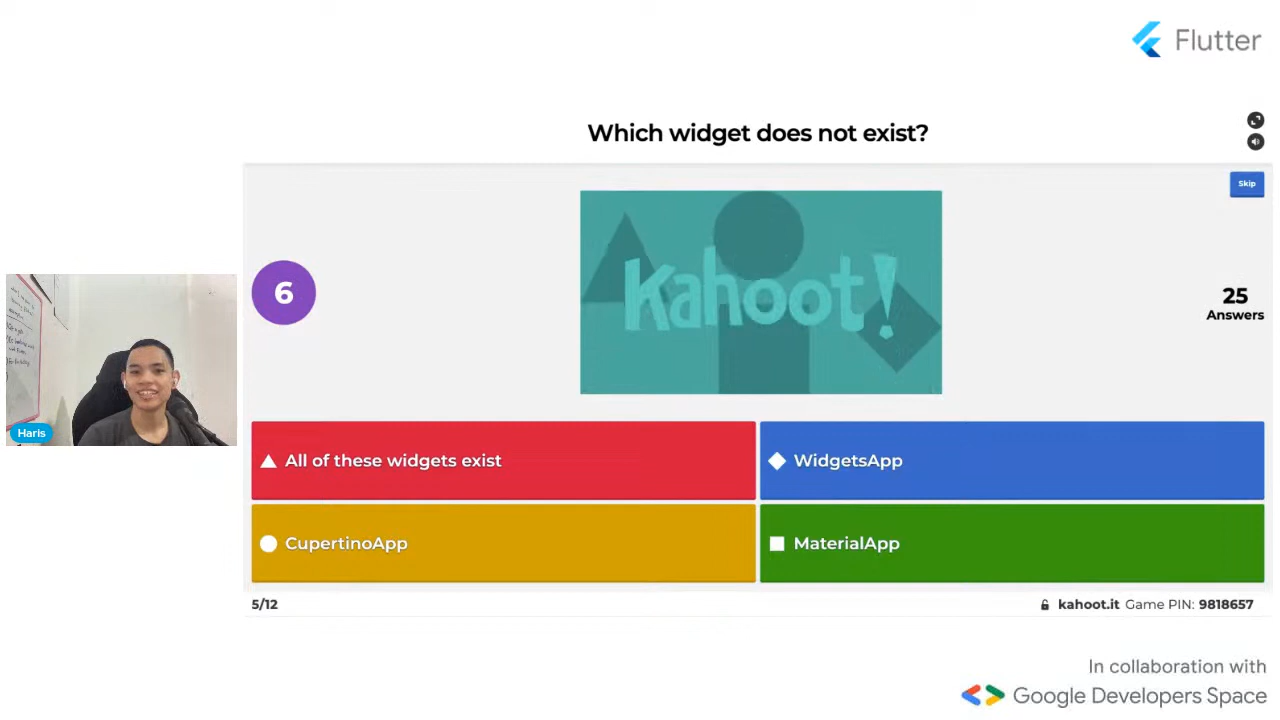 Flutter
Which widget does not exist?
Skip
Kahoot!
6
25
Answers
Haris
All of these widgets exist
WidgetsApp
CupertinoApp
MaterialApp
5/12
kahoot.it Game PIN: 9818657
In collaboration with
Google Developers Space